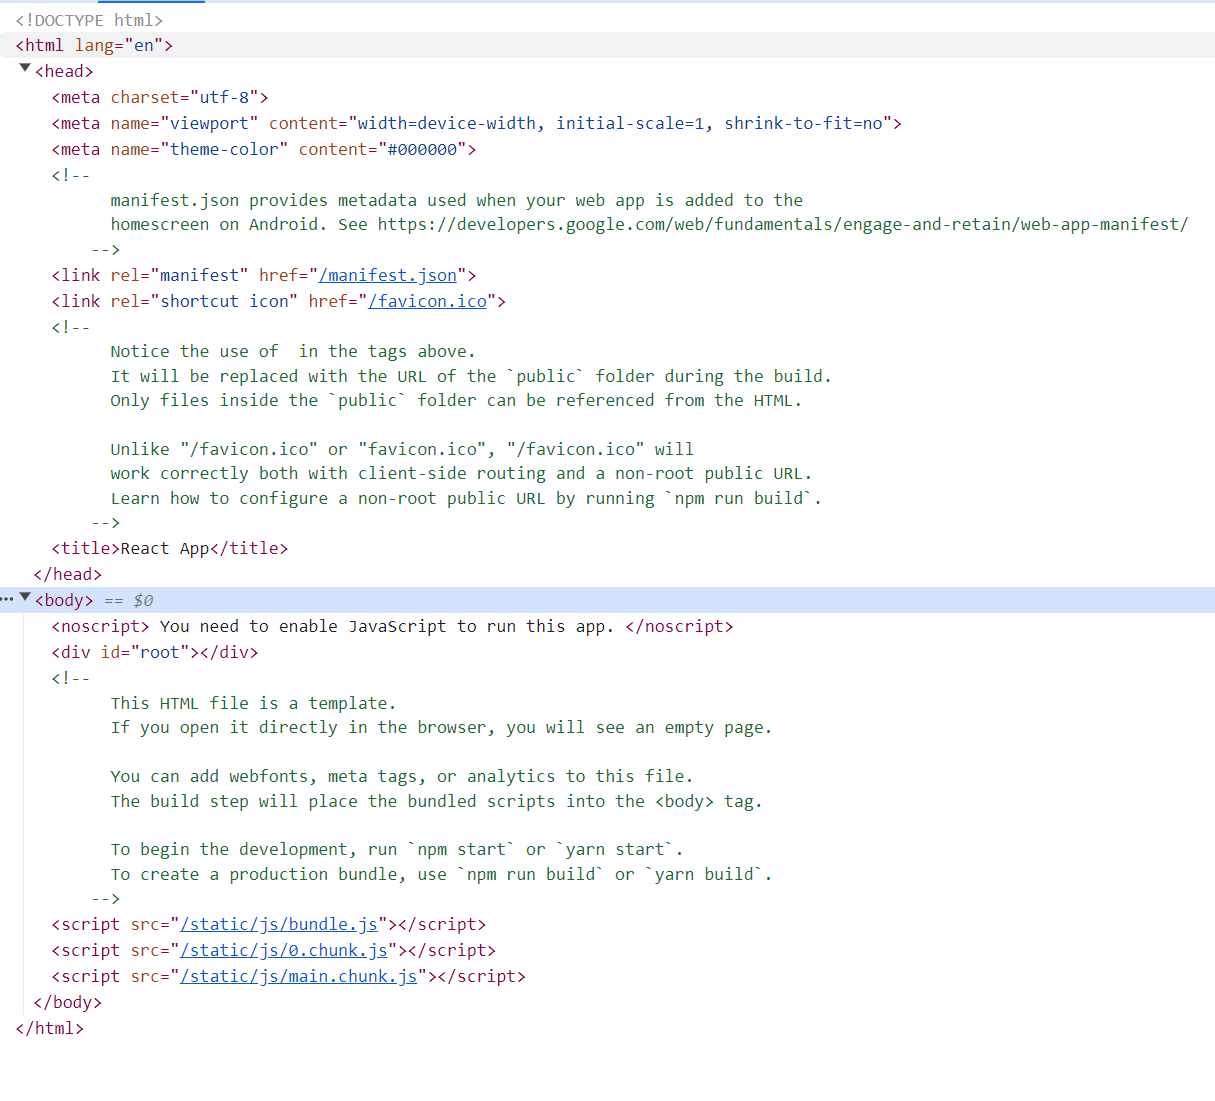 <!DOCTYPE html>
<html lang="en">
<head>
<meta charset="utf-8">
<meta name="viewport" content="width=device-width, initial-scale=1, shrink-to-fit=no">
<meta name="theme-color" content="#000000">
<!--
manifest.json provides metadata used when your web app is added to the
homescreen on Android. See https://developers.google.com/web/fundamentals/engage-and-retain/web-app-manifest/
-->
<link rel="manifest" href="/manifest.json">
<link rel="shortcut icon" href="/favicon.ico">
<!--
Notice the use of  in the tags above.
It will be replaced with the URL of the `public` folder during the build.
Only files inside the `public` folder can be referenced from the HTML.
Unlike "/favicon.ico" or "favicon.ico", "/favicon.ico" will
work correctly both with client-side routing and a non-root public URL.
Learn how to configure a non-root public URL by running `npm run build`.
-->
<title>React App</title>
</head>
<body> == $0
<noscript> You need to enable JavaScript to run this app. </noscript>
<div id="root"></div>
<!--
This HTML file is a template.
If you open it directly in the browser, you will see an empty page.
You can add webfonts, meta tags, or analytics to this file.
The build step will place the bundled scripts into the <body> tag.
To begin the development, run `npm start` or `yarn start`.
To create a production bundle, use `npm run build` or `yarn build`.
-->
<script src="/static/js/bundle.js"></script>
<script src="/static/js/0.chunk.js"></script>
<script src="/static/js/main.chunk.js"></script>
</body>
</html>